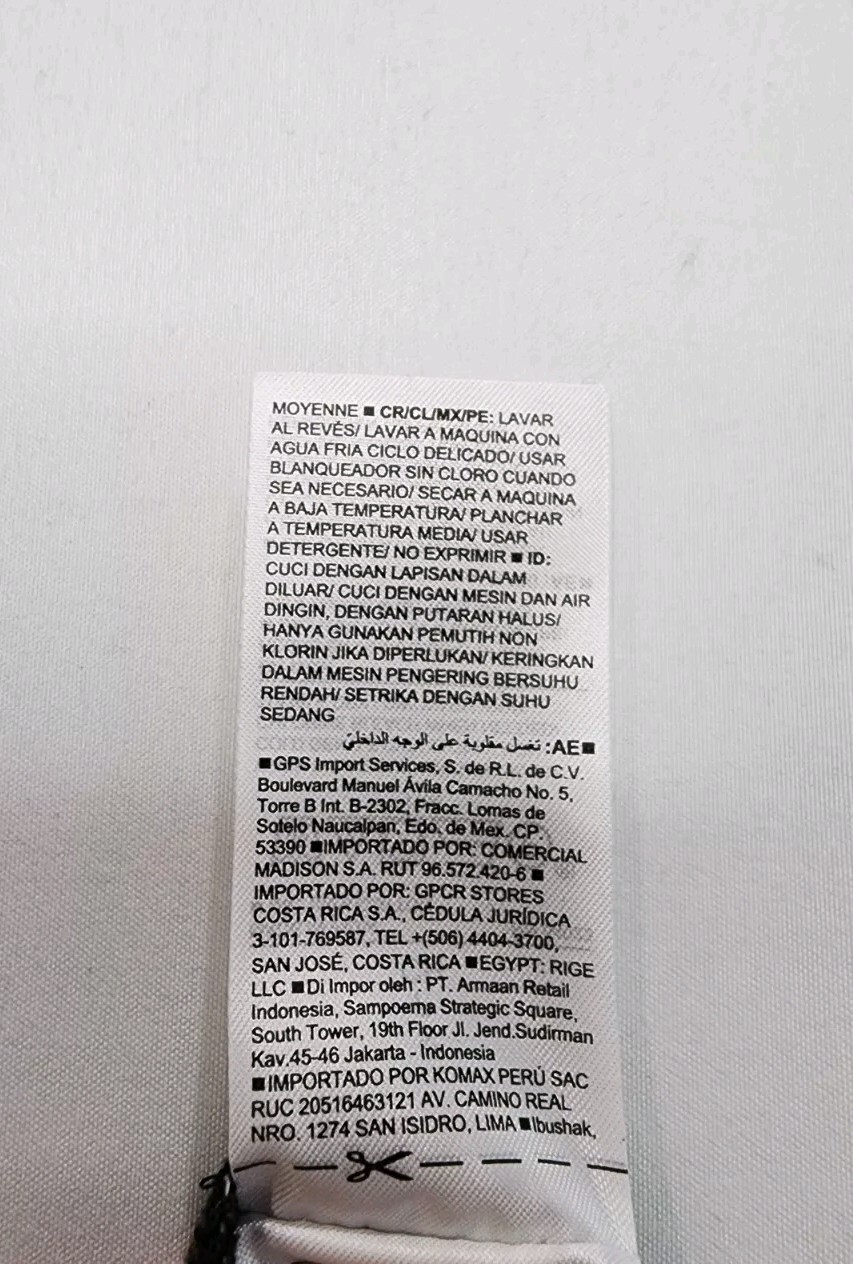 MOYENNE ■ CR/CL/MX/PE: LAVAR
AL REVÉS/ LAVAR A MAQUINA CON
AGUA FRIA CICLO DELICADO/ USAR
BLANQUEADOR SIN CLORO CUANDO
SEA NECESARIO/ SECAR A MAQUINA
A BAJA TEMPERATURA/ PLANCHAR
A TEMPERATURA MEDIA/ USAR
DETERGENTE/ NO EXPRIMIR ■ ID:
CUCI DENGAN LAPISAN DALAM
DILUAR/ CUCI DENGAN MESIN DAN AIR
DINGIN, DENGAN PUTARAN HALUS/
HANYA GUNAKAN PEMUTIH NON
KLORIN JIKA DIPERLUKAN/ KERINGKAN
DALAM MESIN PENGERING BERSUHU
RENDAH/ SETRIKA DENGAN SUHU
SEDANG
■AE: تغسل مقلوبة على الوجه الداخليّ
■GPS Import Services, S. de R.L. de C.V.
Boulevard Manuel Ávila Camacho No. 5,
Torre B Int. B-2302, Fracc. Lomas de
Sotelo Naucalpan, Edo. de Mex. CP.
53390 ■IMPORTADO POR: COMERCIAL
MADISON S.A. RUT 96.572.420-6 ■
IMPORTADO POR: GPCR STORES
COSTA RICA S.A., CÉDULA JURÍDICA
3-101-769587, TEL +(506) 4404-3700,
SAN JOSÉ, COSTA RICA ■EGYPT: RIGE
LLC ■Di Impor oleh : PT. Armaan Retail
Indonesia, Sampoerna Strategic Square,
South Tower, 19th Floor Jl. Jend.Sudirman
Kav.45-46 Jakarta - Indonesia
■IMPORTADO POR KOMAX PERÚ SAC
RUC 20516463121 AV. CAMINO REAL
NRO. 1274 SAN ISIDRO, LIMA ■Ibushak,